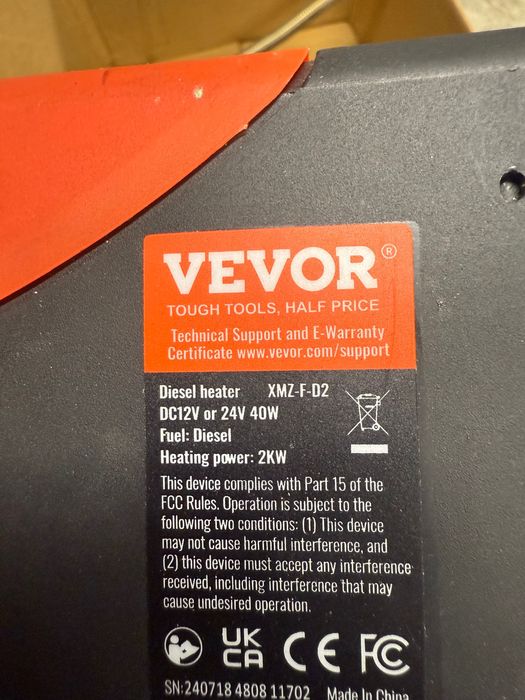 VEVOR®
TOUGH TOOLS, HALF PRICE
Technical Support and E-Warranty
Certificate www.vevor.com/support
Diesel heater XMZ-F-D2
DC12V or 24V 40W
Fuel: Diesel
Heating power: 2KW
This device complies with Part 15 of the
FCC Rules. Operation is subject to the
following two conditions: (1) This device
may not cause harmful interference, and
(2) this device must accept any interference
received, including interference that may
cause undesired operation.
UK
CA CE FC
SN:240718 4808 11702 Made In China